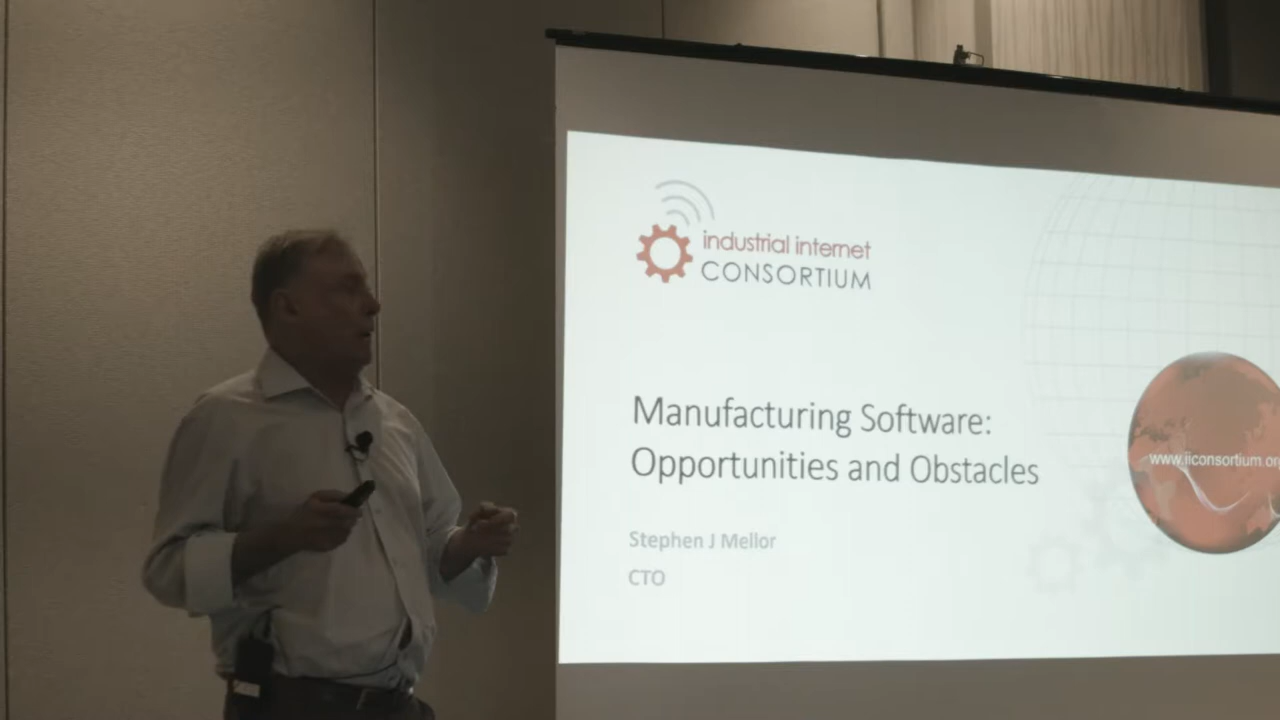 industrial internet
CONSORTIUM
Manufacturing Software:
Opportunities and Obstacles
Stephen J Mellor
CTO
www.iiconsortium.org